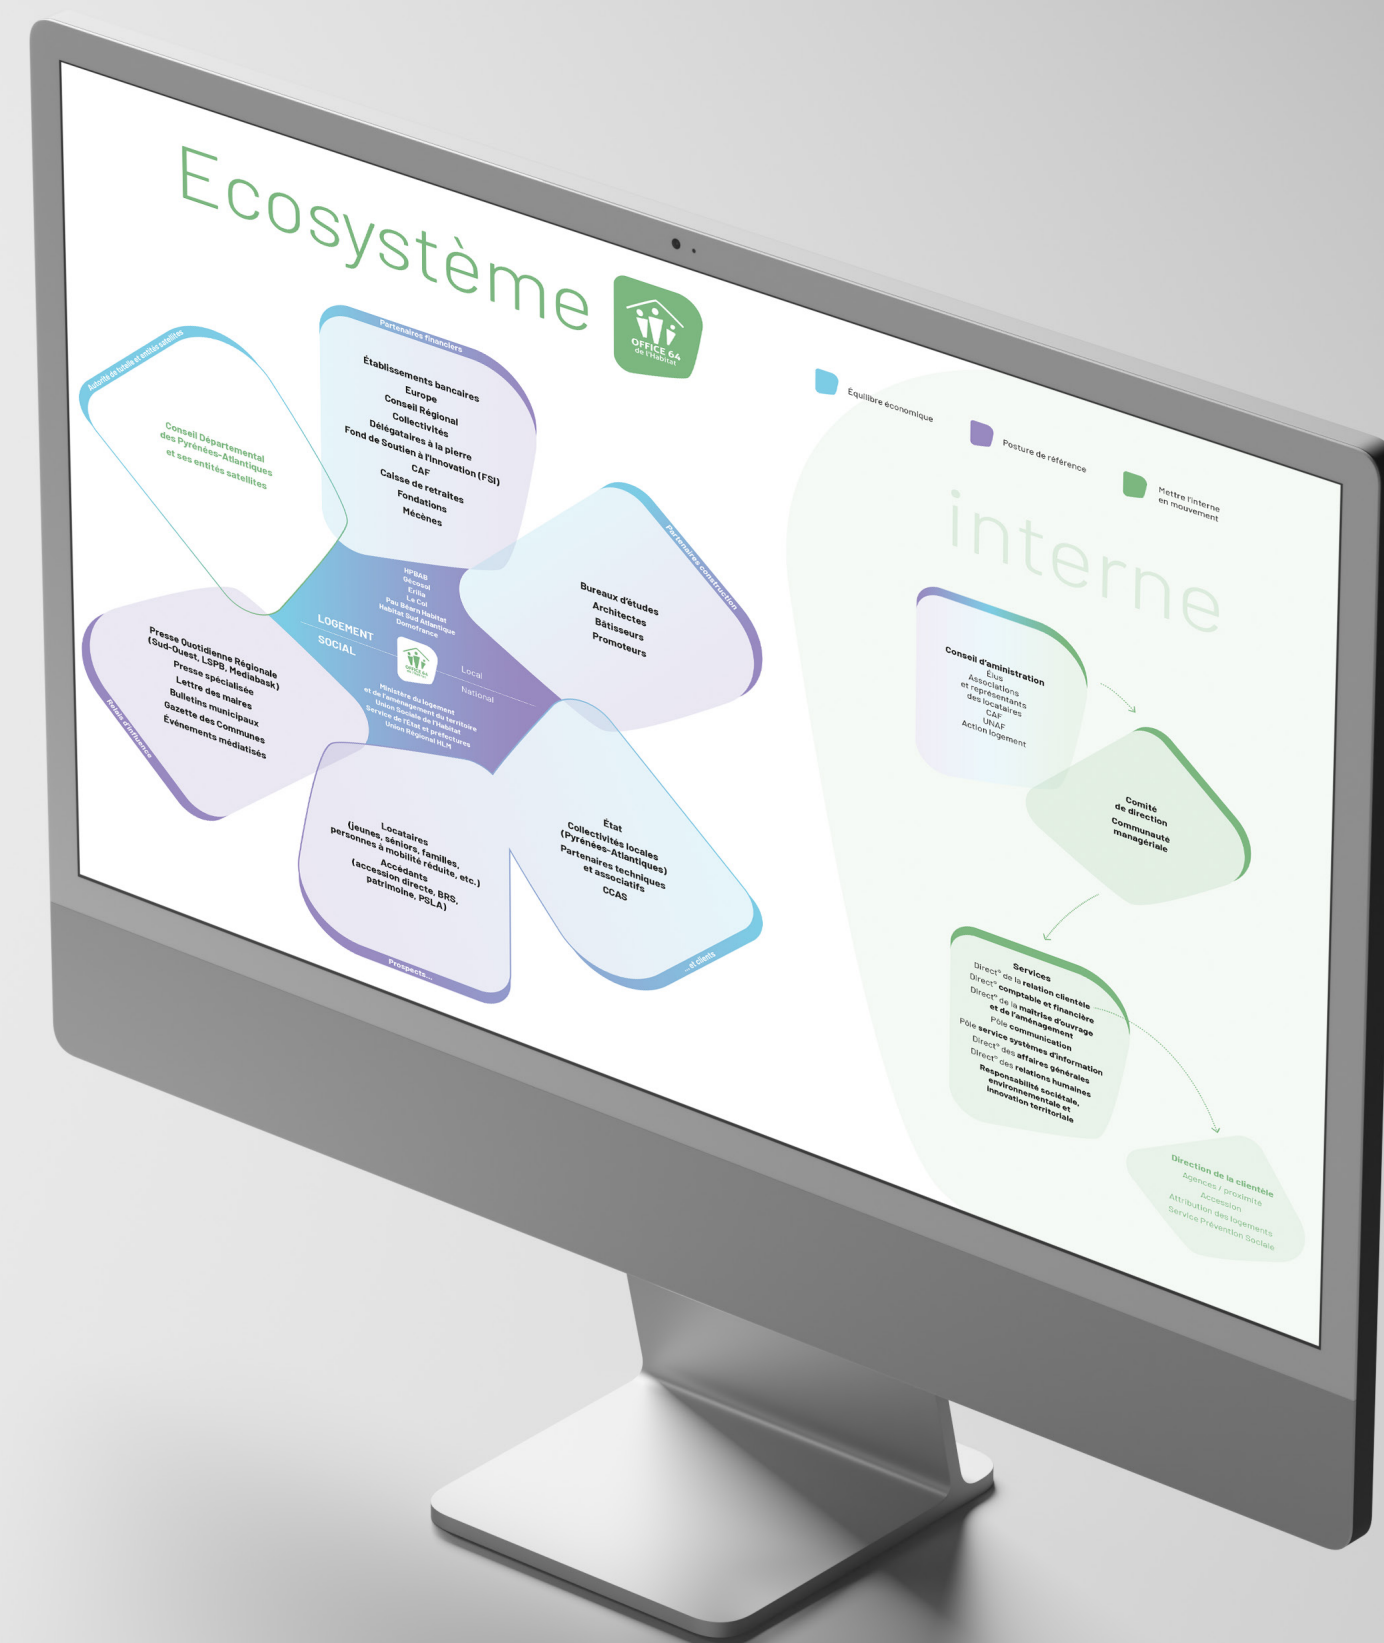 Ecosystème
OFFICE 64
de l'Habitat
Autorité de tutelle et entités satellites
Conseil Départemental
des Pyrénées-Atlantiques
et ses entités satellites
Partenaires financiers
Établissements bancaires
Europe
Conseil Régional
Collectivités
Délégataires à la pierre
Fond de Soutien à l'innovation (FSI)
CAF
Caisse de retraites
Fondations
Mécènes
Partenaires construction
Bureaux d'études
Architectes
Bâtisseurs
Promoteurs
HPBAB
Gécosol
Erilia
Le Col
Pau Béarn Habitat
Habitat Sud Atlantique
Domofrance
LOGEMENT
SOCIAL
OFFICE 64
Local
National
Ministère du logement
et de l'aménagement du territoire
Union Sociale de l'Habitat
Service de l'État et préfectures
Union Régional HLM
Relais d'influence
Presse Quotidienne Régionale
(Sud-Ouest, LSPB, Mediabask)
Presse spécialisée
Lettre des maires
Bulletins municipaux
Gazette des Communes
Événements médiatisés
Locataires
(jeunes, séniors, familles,
personnes à mobilité réduite, etc.)
Accédants
(accession directe, BRS,
patrimoine, PSLA)
Prospects...
État
Collectivités locales
(Pyrénées-Atlantiques)
Partenaires techniques
et associatifs
CCAS
...et clients
Équilibre économique
Posture de référence
Mettre l'interne
en mouvement
interne
Conseil d'aministration
Élus
Associations
et représentants
des locataires
CAF
UNAF
Action logement
Comité
de direction
Communauté
managériale
Services
Direct° de la relation clientèle
Direct° comptable et financière
Direct° de la maîtrise d'ouvrage
et de l'aménagement
Pôle communication
Pôle service systèmes d'information
Direct° des affaires générales
Direct° des relations humaines
Responsabilité sociétale,
environnementale et
innovation territoriale
Direction de la clientèle
Agences / proximité
Accession
Attribution des logements
Service Prévention Sociale